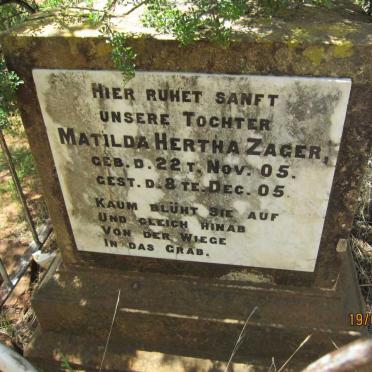 HIER RUHET SANFT
UNSERE TOCHTER
MATILDA HERTHA ZAGER,
GEB. D. 22 T. NOV. 05.
GEST. D. 8 TE. DEC. 05.
KAUM BLÜHT SIE AUF
UND GLEICH HINAB
VON DER WIEGE
IN DAS GRAB.
19/